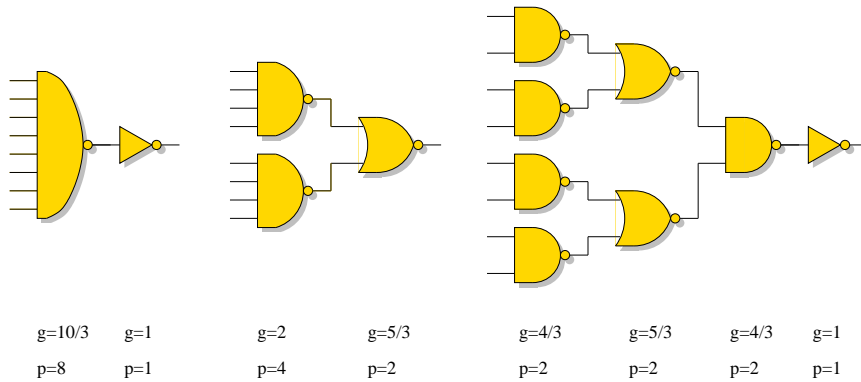 g=10/3 g=1 g=2 g=5/3 g=4/3 g=5/3 g=4/3 g=1
p=8 p=1 p=4 p=2 p=2 p=2 p=2 p=1